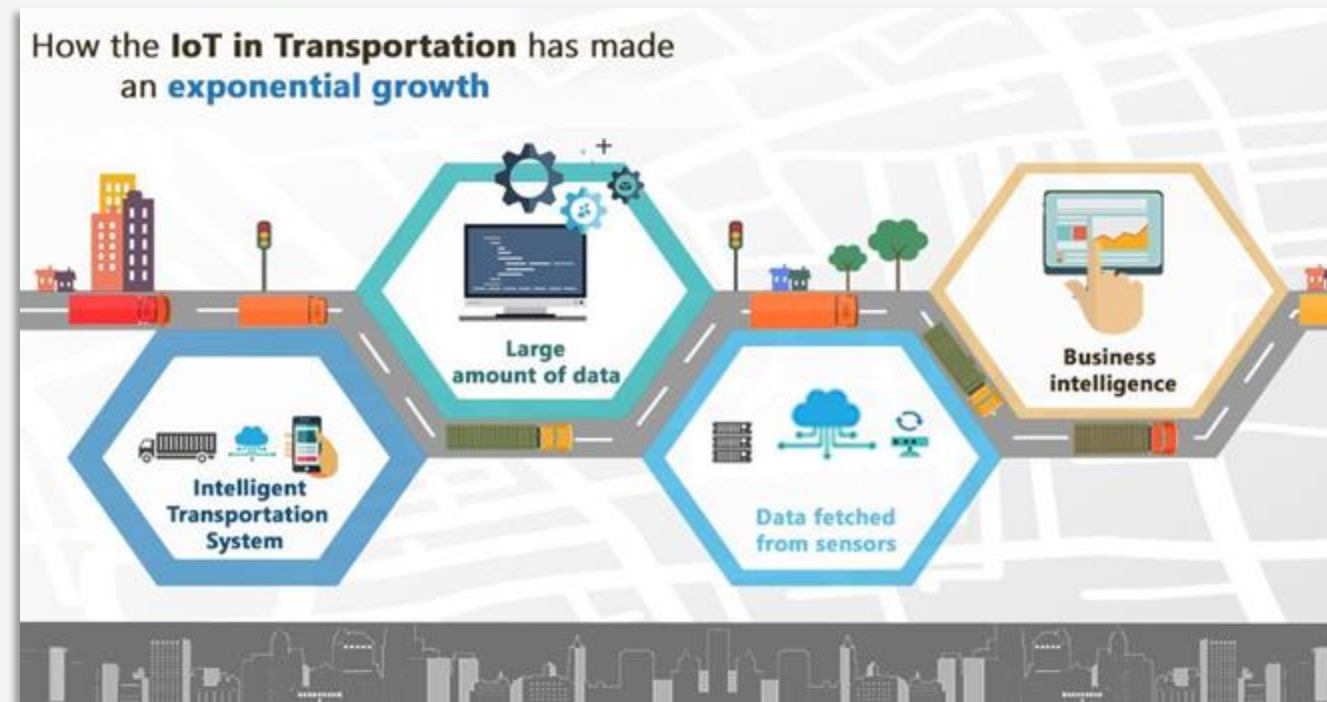 How the IoT in Transportation has made
an exponential growth
Large
amount of data
Business
intelligence
Intelligent
Transportation
System
Data fetched
from sensors